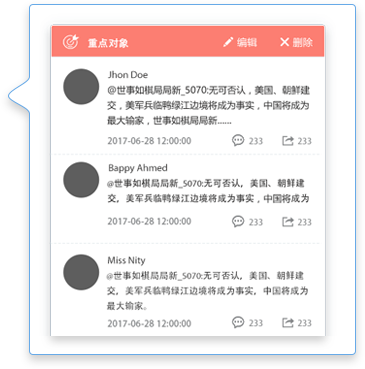 重点对象 编辑 删除
Jhon Doe
@世事如棋局局新_5070:无可否认，美国、朝鲜建
交，美军兵临鸭绿江边境将成为事实，中国将成为
最大输家，世事如棋局局新......
2017-06-28 12:00:00 233 233
Bappy Ahmed
@世事如棋局局新_5070:无可否认，美国、朝鲜建
交，美军兵临鸭绿江边境将成为事实，中国将成为
2017-06-28 12:00:00 233 233
Miss Nity
@世事如棋局局新_5070:无可否认，美国、朝鲜建
交，美军兵临鸭绿江边境将成为事实，中国将成为
最大输家。
2017-06-28 12:00:00 233 233